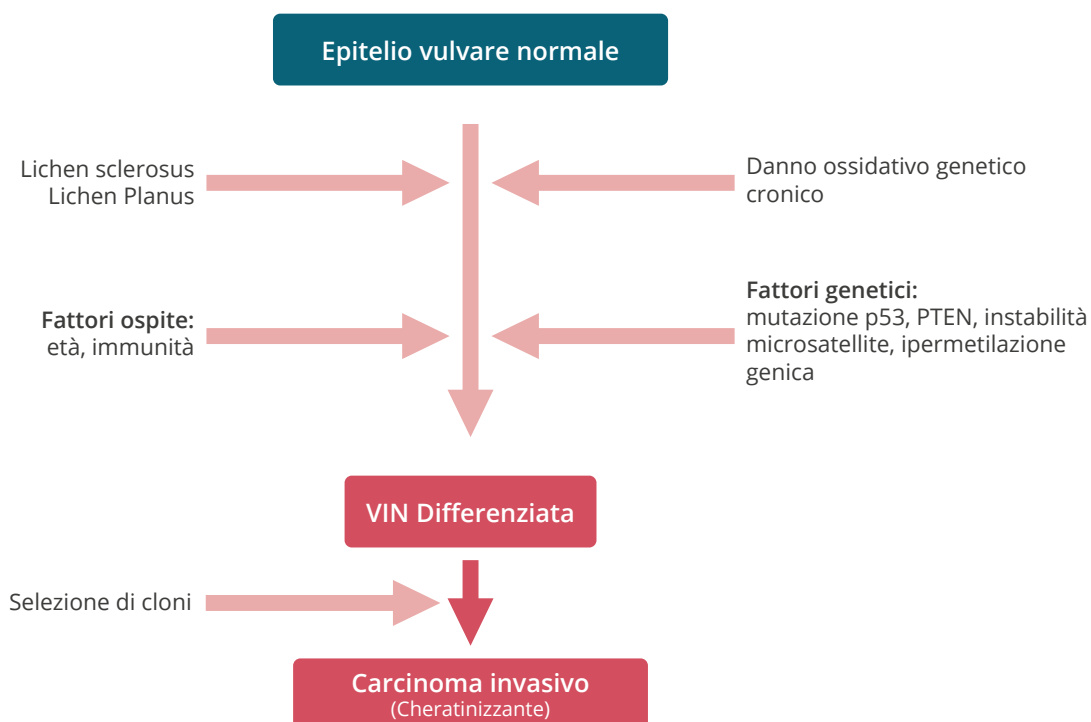 Epitelio vulvare normale
Lichen sclerosus
Lichen Planus
Danno ossidativo genetico
cronico
Fattori ospite:
età, immunità
Fattori genetici:
mutazione p53, PTEN, instabilità
microsatellite, ipermetilazione
genica
VIN Differenziata
Selezione di cloni
Carcinoma invasivo
(Cheratinizzante)